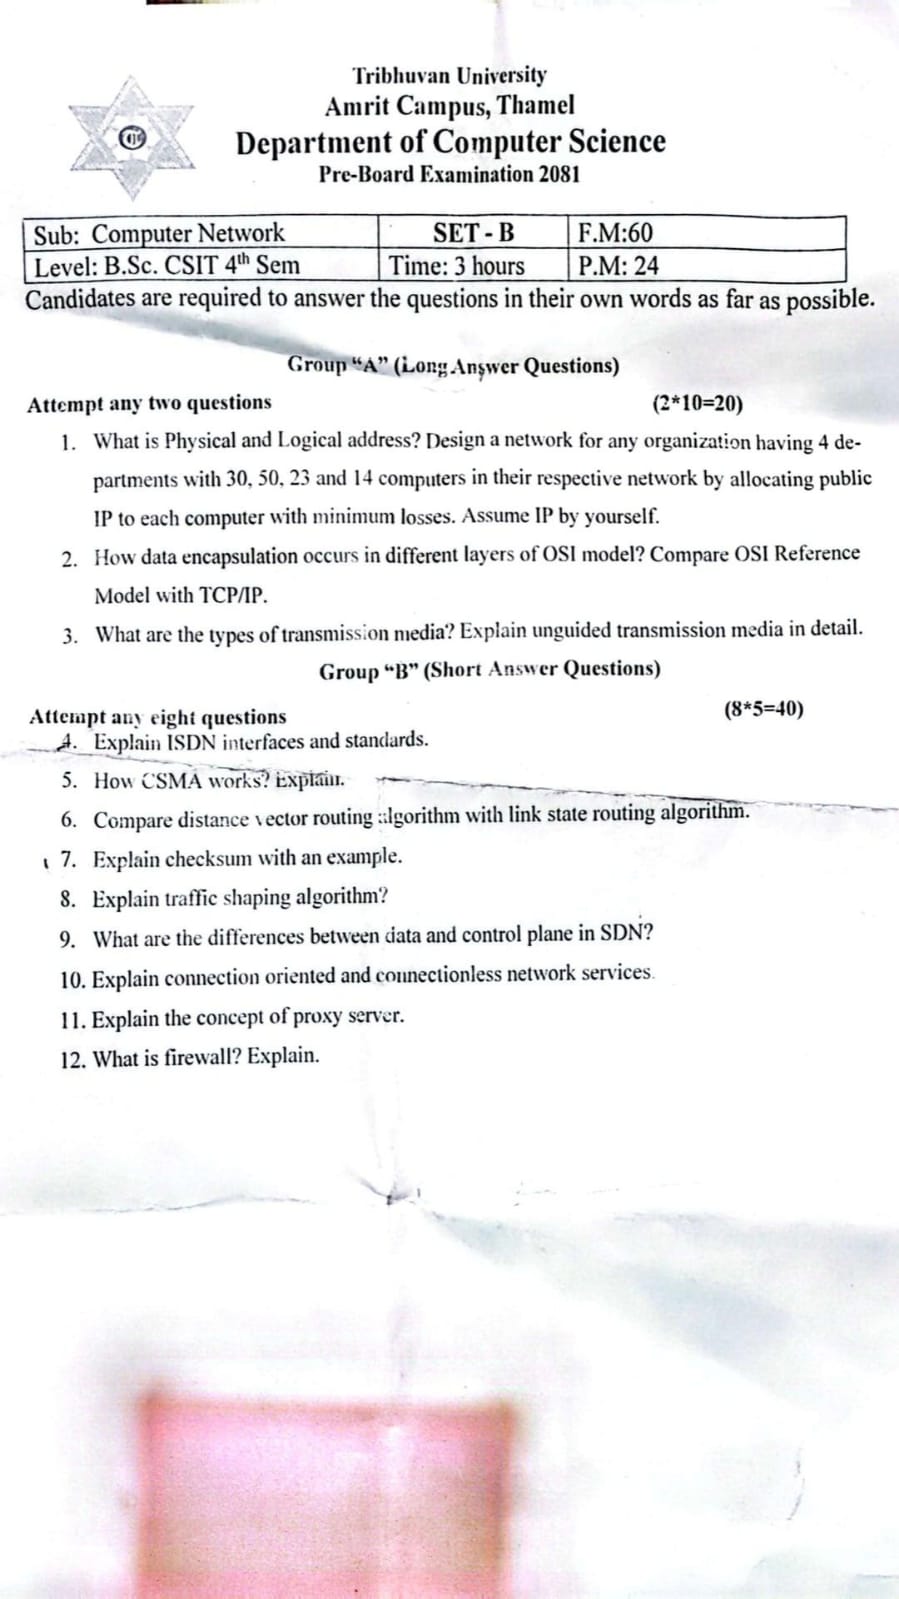 Tribhuvan University
Amrit Campus, Thamel
Department of Computer Science
Pre-Board Examination 2081
Sub: Computer Network SET - B F.M:60
Level: B.Sc. CSIT 4th Sem Time: 3 hours P.M: 24
Candidates are required to answer the questions in their own words as far as possible.
Group “A” (Long Answer Questions)
Attempt any two questions (2*10=20)
1. What is Physical and Logical address? Design a network for any organization having 4 de-
partments with 30, 50, 23 and 14 computers in their respective network by allocating public
IP to each computer with minimum losses. Assume IP by yourself.
2. How data encapsulation occurs in different layers of OSI model? Compare OSI Reference
Model with TCP/IP.
3. What are the types of transmission media? Explain unguided transmission media in detail.
Group “B” (Short Answer Questions)
Attempt any eight questions (8*5=40)
4. Explain ISDN interfaces and standards.
5. How CSMA works? Explain.
6. Compare distance vector routing algorithm with link state routing algorithm.
7. Explain checksum with an example.
8. Explain traffic shaping algorithm?
9. What are the differences between data and control plane in SDN?
10. Explain connection oriented and connectionless network services.
11. Explain the concept of proxy server.
12. What is firewall? Explain.